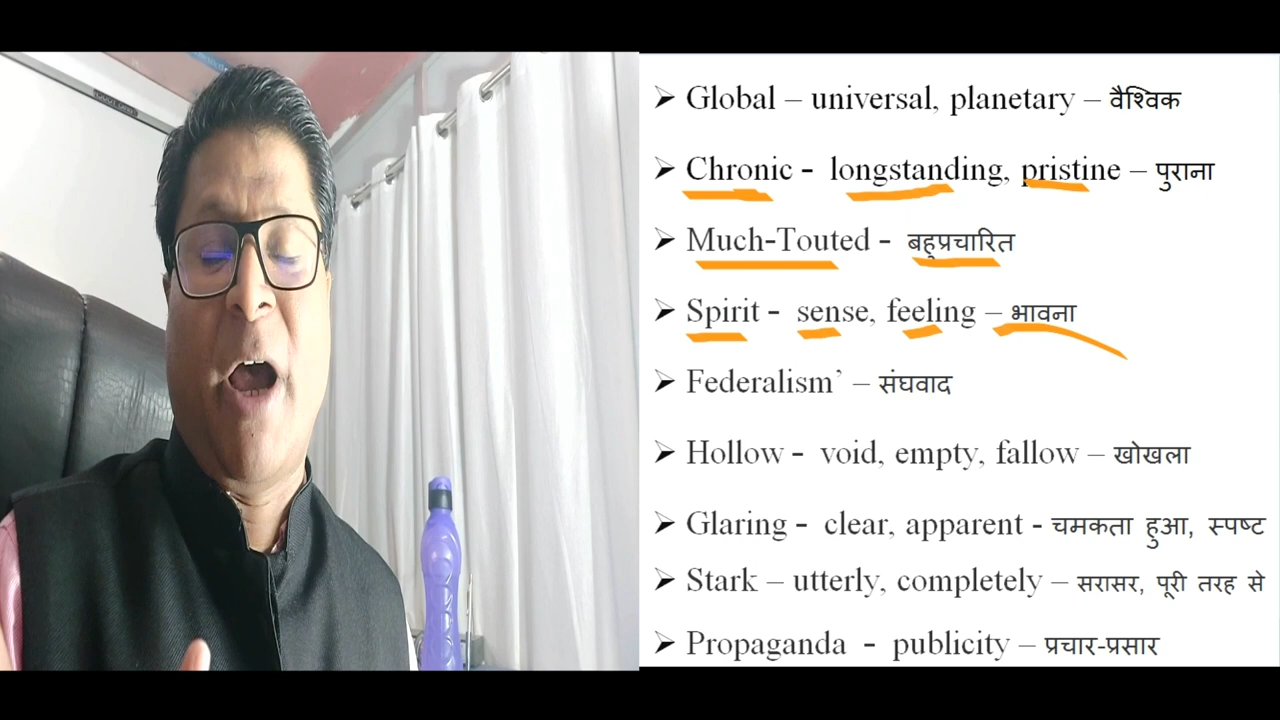 ➢ Global – universal, planetary – वैश्विक
➢ Chronic - longstanding, pristine – पुराना
➢ Much-Touted - बहुप्रचारित
➢ Spirit - sense, feeling – भावना
➢ Federalism’ – संघवाद
➢ Hollow - void, empty, fallow – खोखला
➢ Glaring - clear, apparent - चमकता हुआ, स्पष्ट
➢ Stark – utterly, completely – सरासर, पूरी तरह से
➢ Propaganda - publicity – प्रचार-प्रसार